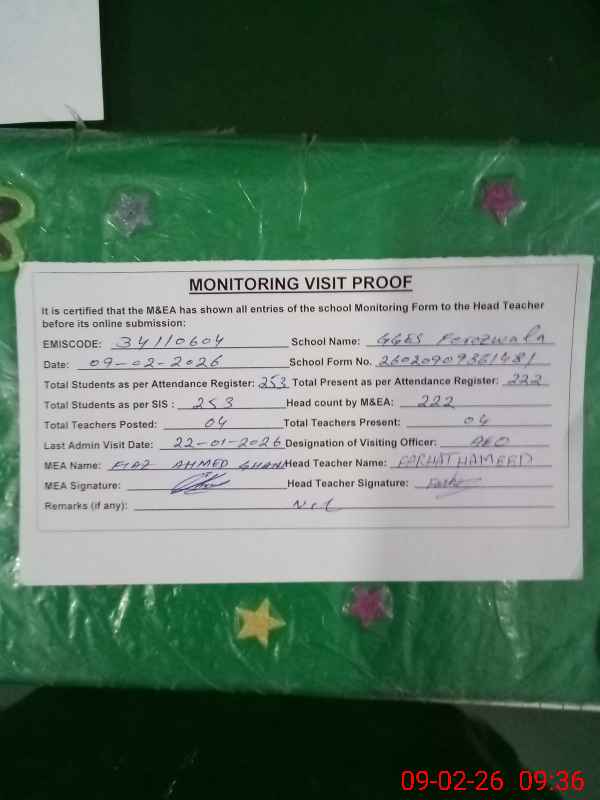 MONITORING VISIT PROOF
It is certified that the M&EA has shown all entries of the school Monitoring Form to the Head Teacher
before its online submission:
EMISCODE: 34110604 School Name: GGES Ferozwala
Date: 09-02-2026 School Form No. 26020909361481
Total Students as per Attendance Register: 253 Total Present as per Attendance Register: 222
Total Students as per SIS : 253 Head count by M&EA: 222
Total Teachers Posted: 04 Total Teachers Present: 04
Last Admin Visit Date: 22-01-2026 Designation of Visiting Officer: AEO
MEA Name: FIAZ AHMED GHANI Head Teacher Name: FARHAT HAMEED
MEA Signature: Head Teacher Signature:
Remarks (if any): Nil
09-02-26 09:36